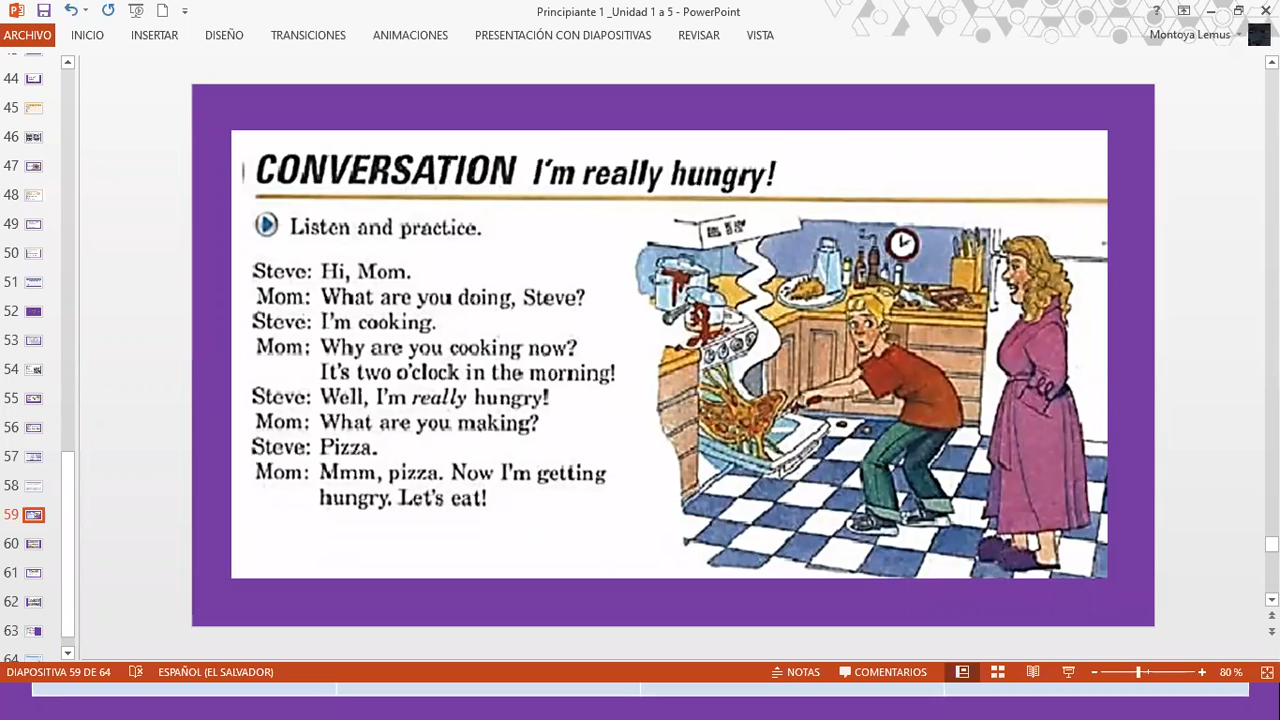 Principiante 1 _Unidad 1 a 5 - PowerPoint
?
ARCHIVO INICIO INSERTAR DISEÑO TRANSICIONES ANIMACIONES PRESENTACIÓN CON DIAPOSITIVAS REVISAR VISTA
Montoya Lemus
44
45
46
47
48
49
50
51
52
53
54
55
56
57
58
59
60
61
62
63
64
CONVERSATION I'm really hungry!
Listen and practice.
Steve: Hi, Mom.
Mom: What are you doing, Steve?
Steve: I'm cooking.
Mom: Why are you cooking now?
It's two o'clock in the morning!
Steve: Well, I'm really hungry!
Mom: What are you making?
Steve: Pizza.
Mom: Mmm, pizza. Now I'm getting
hungry. Let's eat!
DIAPOSITIVA 59 DE 64 ESPAÑOL (EL SALVADOR) NOTAS COMENTARIOS 80 %